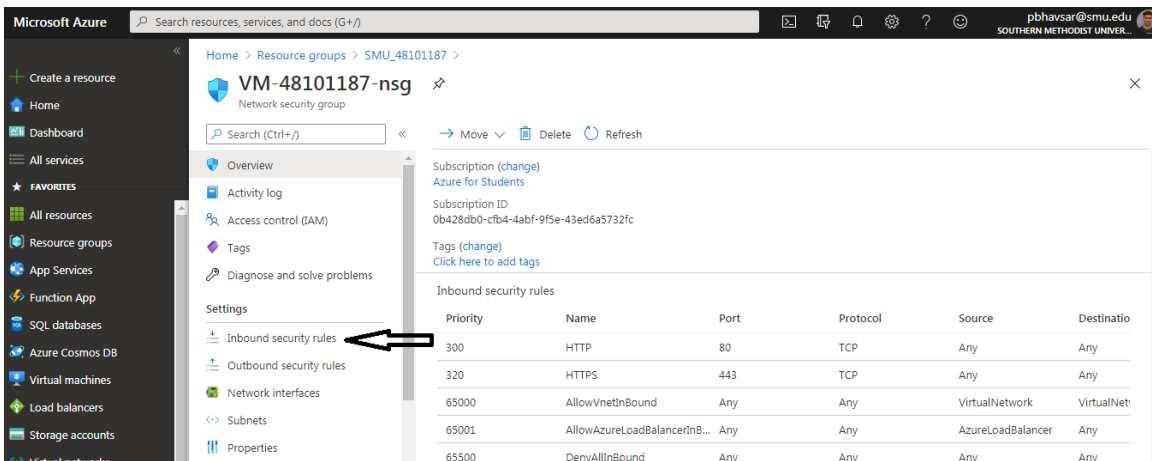 Microsoft Azure
Search resources, services, and docs (G+/)
pbhavsar@smu.edu
SOUTHERN METHODIST UNIVER...
Create a resource
Home
Dashboard
All services
FAVORITES
All resources
Resource groups
App Services
Function App
SQL databases
Azure Cosmos DB
Virtual machines
Load balancers
Storage accounts
Virtual networks
Home > Resource groups > SMU_48101187 >
VM-48101187-nsg
Network security group
Search (Ctrl+/)
Overview
Activity log
Access control (IAM)
Tags
Diagnose and solve problems
Settings
Inbound security rules
Outbound security rules
Network interfaces
Subnets
Properties
Move Delete Refresh
Subscription (change)
Azure for Students
Subscription ID
0b428db0-cfb4-4abf-9f5e-43ed6a5732fc
Tags (change)
Click here to add tags
Inbound security rules
Priority Name Port Protocol Source Destinatio
300 HTTP 80 TCP Any Any
320 HTTPS 443 TCP Any Any
65000 AllowVnetInBound Any Any VirtualNetwork VirtualNet
65001 AllowAzureLoadBalancerInB... Any Any AzureLoadBalancer Any
65500 DenyAllInBound Any Any Any Any